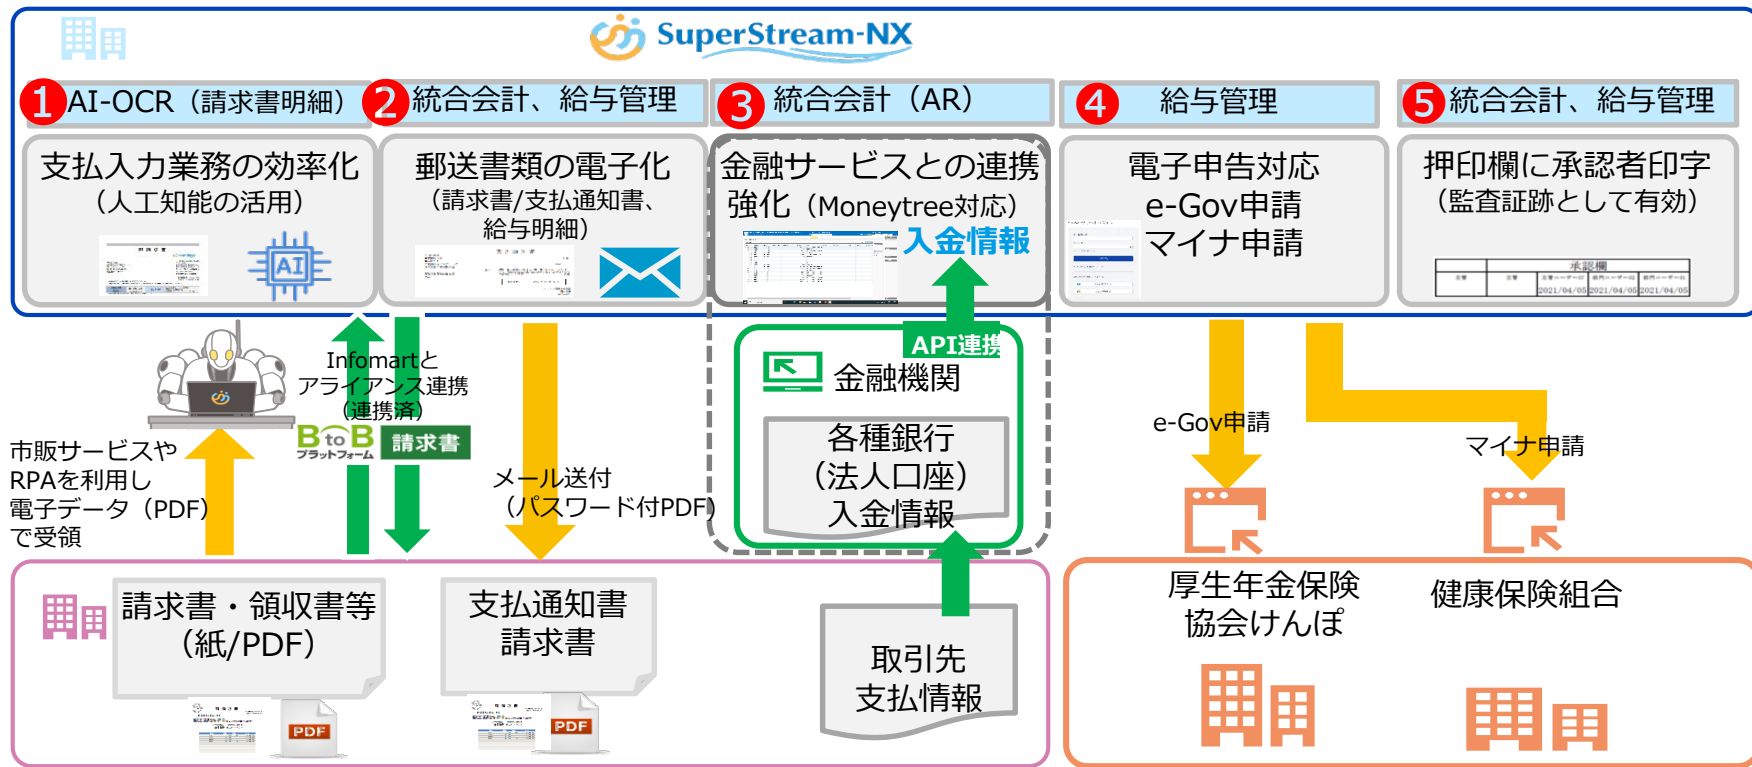 SuperStream-NX
1 AI-OCR（請求書明細）
支払入力業務の効率化
（人工知能の活用）
AI
2 統合会計、給与管理
郵送書類の電子化
（請求書/支払通知書、
給与明細）
3 統合会計（AR）
金融サービスとの連携
強化（Moneytree対応）
入金情報
4 給与管理
電子申告対応
e-Gov申請
マイナ申請
5 統合会計、給与管理
押印欄に承認者印字
（監査証跡として有効）
承認欄
2021/04/05 2021/04/05 2021/04/05
Infomartと
アライアンス連携
（連携済）
BtoB
プラットフォーム
請求書
市販サービスや
RPAを利用し
電子データ（PDF）
で受領
メール送付
（パスワード付PDF）
API連携
金融機関
各種銀行
（法人口座）
入金情報
e-Gov申請
マイナ申請
請求書・領収書等
（紙/PDF）
PDF
支払通知書
請求書
PDF
取引先
支払情報
厚生年金保険
協会けんぽ
健康保険組合